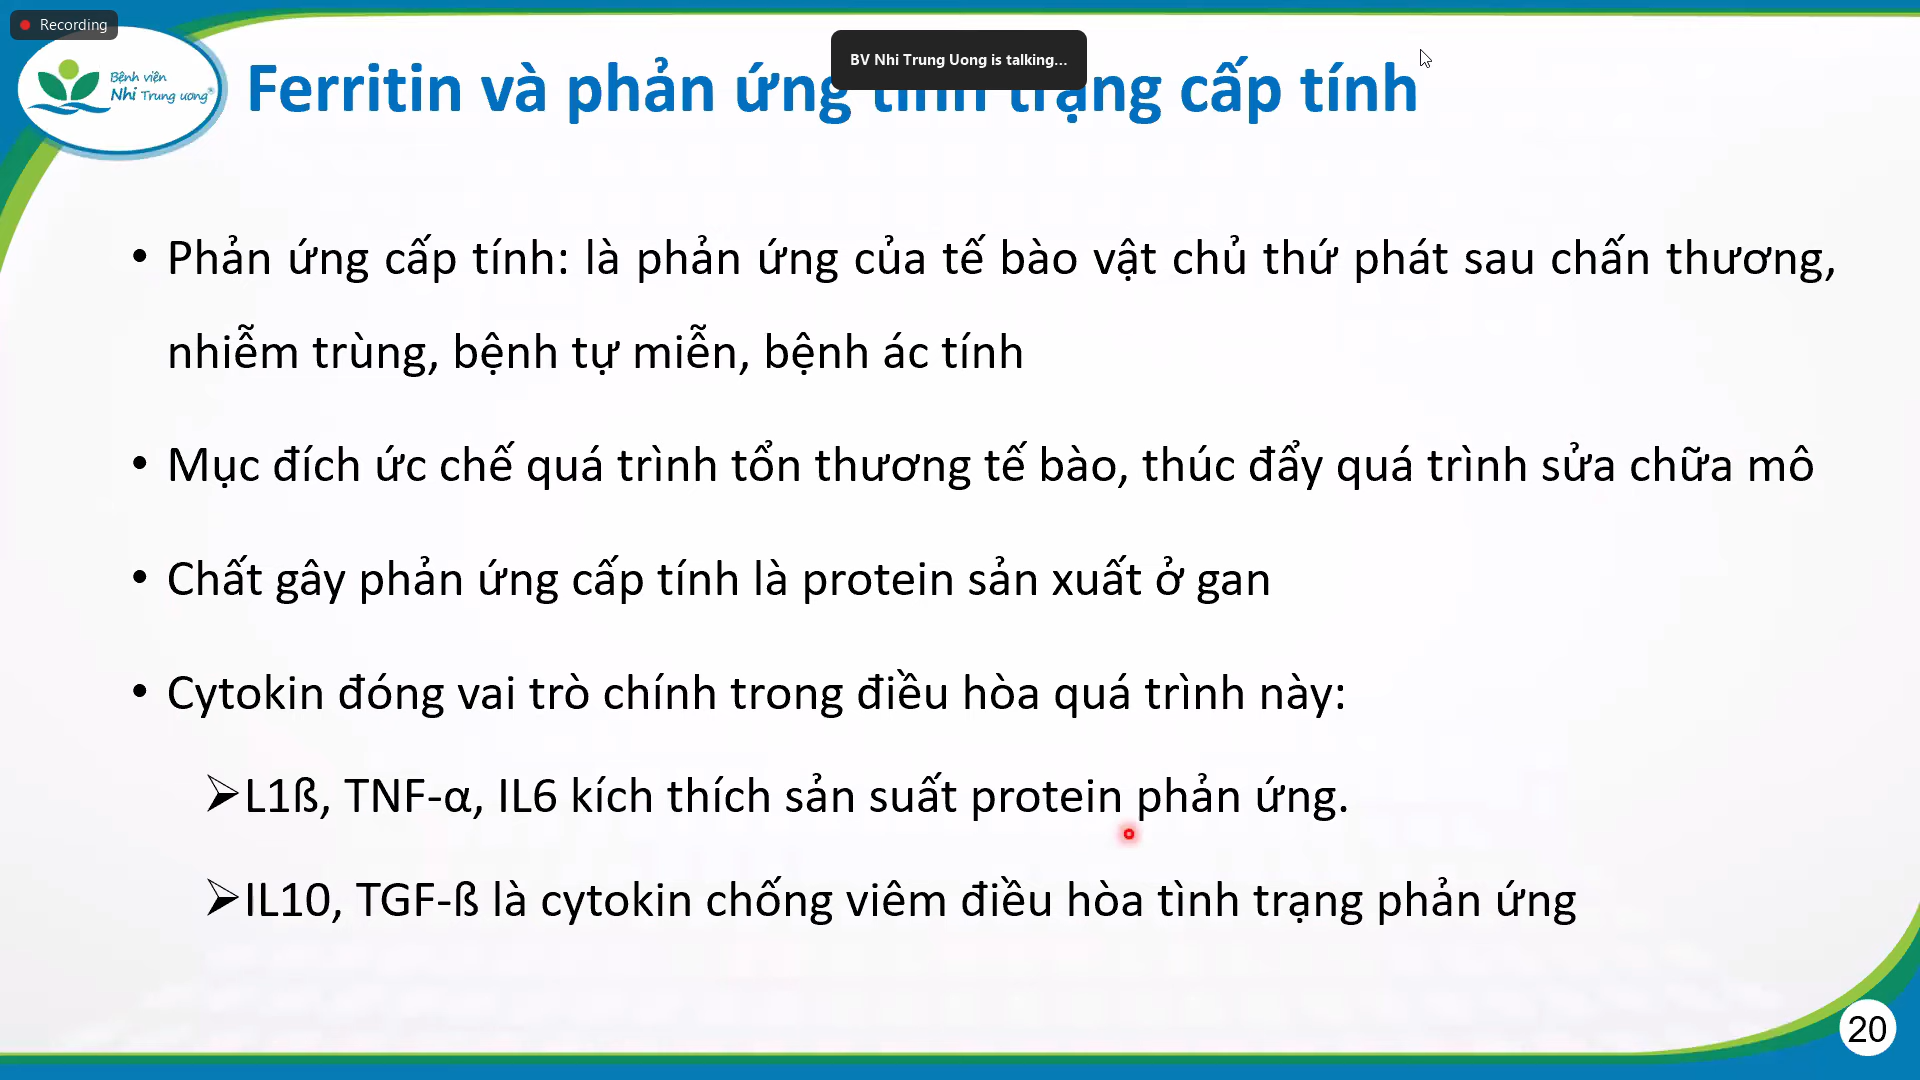 Recording
BV Nhi Trung Uong is talking...
Bệnh viện
Nhi Trung ương®
Ferritin và phản ứng tình trạng cấp tính
• Phản ứng cấp tính: là phản ứng của tế bào vật chủ thứ phát sau chấn thương,
nhiễm trùng, bệnh tự miễn, bệnh ác tính
• Mục đích ức chế quá trình tổn thương tế bào, thúc đẩy quá trình sửa chữa mô
• Chất gây phản ứng cấp tính là protein sản xuất ở gan
• Cytokin đóng vai trò chính trong điều hòa quá trình này:
➢L1ß, TNF-α, IL6 kích thích sản suất protein phản ứng.
➢IL10, TGF-ß là cytokin chống viêm điều hòa tình trạng phản ứng
20